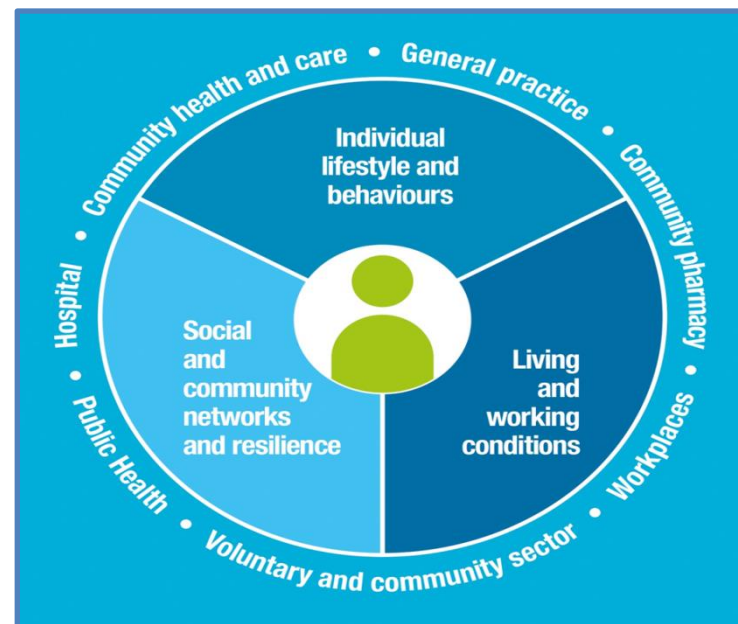 Community health and care • General practice • Community pharmacy • Workplaces • Voluntary and community sector • Public Health • Hospital •
Individual
lifestyle and
behaviours
Social
and
community
networks
and resilience
Living
and
working
conditions